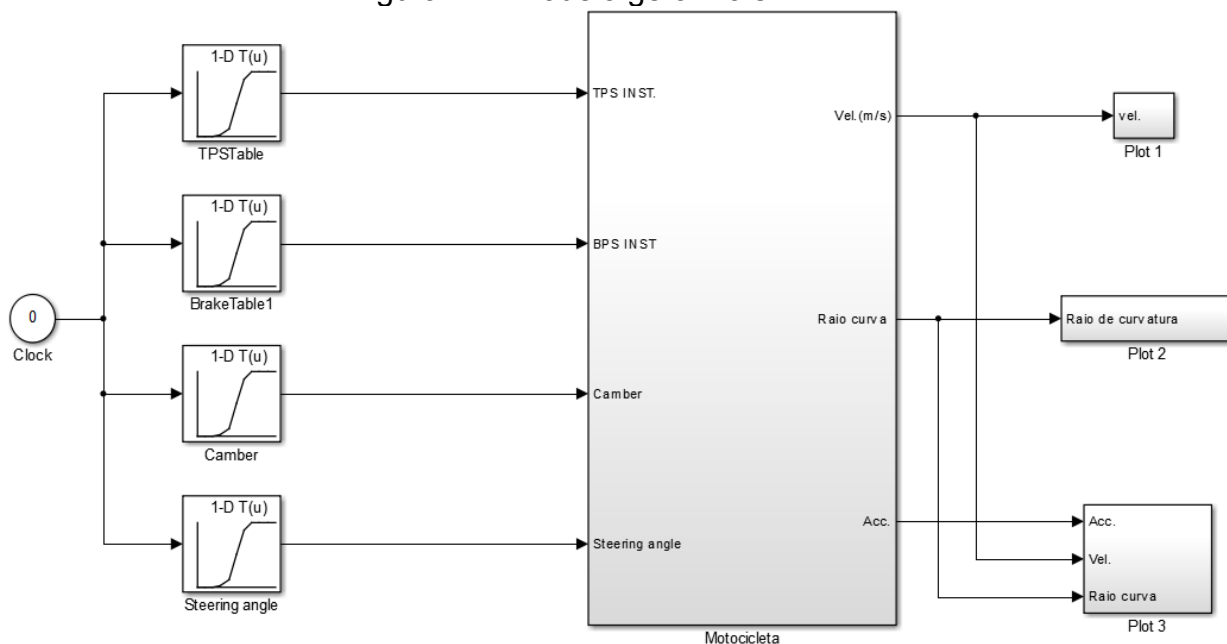 1-D T(u)
TPSTable
1-D T(u)
BrakeTable1
0
Clock
1-D T(u)
Camber
1-D T(u)
Steering angle
TPS INST.
BPS INST
Camber
Steering angle
Vel.(m/s)
Raio curva
Acc.
Motocicleta
vel.
Plot 1
Raio de curvatura
Plot 2
Acc.
Vel.
Raio curva
Plot 3